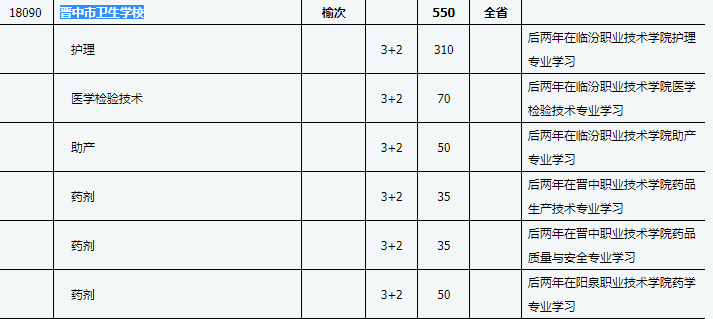 18090 晋中市卫生学校 榆次 550 全省
护理 3+2 310 后两年在临汾职业技术学院护理
专业学习
医学检验技术 3+2 70 后两年在临汾职业技术学院医学
检验技术专业学习
助产 3+2 50 后两年在临汾职业技术学院助产
专业学习
药剂 3+2 35 后两年在晋中职业技术学院药品
生产技术专业学习
药剂 3+2 35 后两年在晋中职业技术学院药品
质量与安全专业学习
药剂 3+2 50 后两年在阳泉职业技术学院药学
专业学习